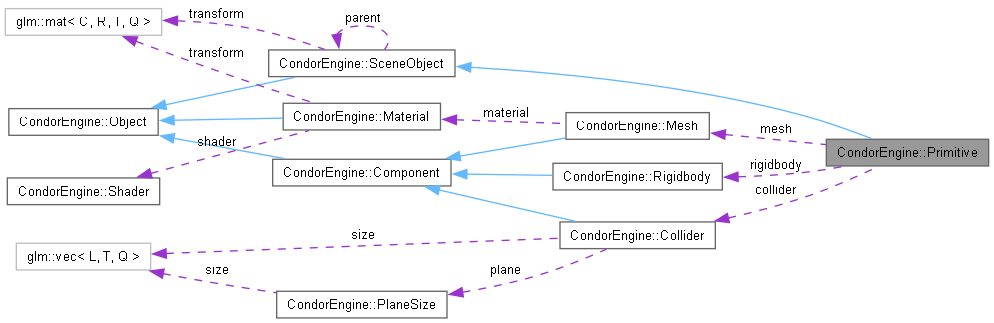 glm::mat< C, R, T, Q >
transform
parent
transform
CondorEngine::SceneObject
CondorEngine::Object
CondorEngine::Material
material
CondorEngine::Mesh
mesh
CondorEngine::Primitive
shader
rigidbody
CondorEngine::Shader
CondorEngine::Component
CondorEngine::Rigidbody
collider
size
CondorEngine::Collider
glm::vec< L, T, Q >
size
plane
CondorEngine::PlaneSize